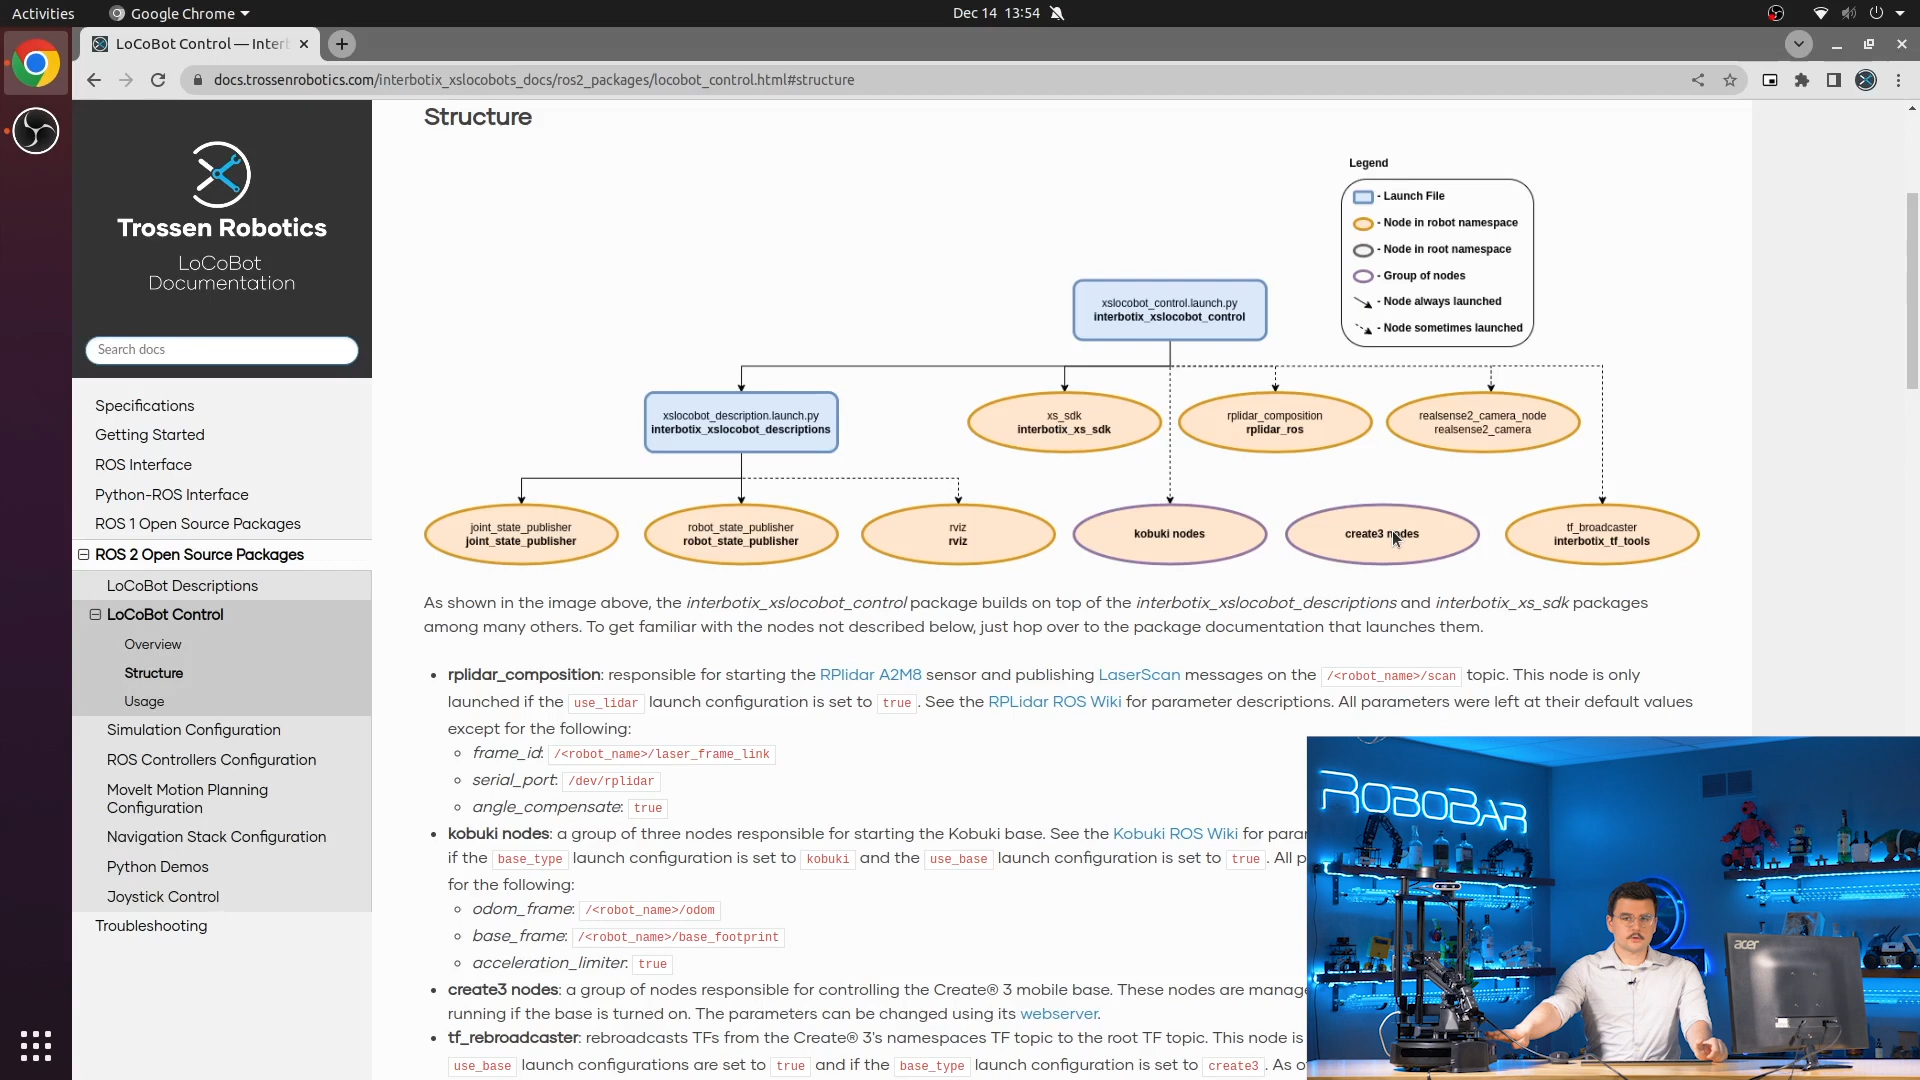 Activities
Google Chrome
Dec 14 13:54
LoCoBot Control — Inter
docs.trossenrobotics.com/interbotix_xslocobots_docs/ros2_packages/locobot_control.html#structure
Trossen Robotics
LoCoBot
Documentation
Search docs
Specifications
Getting Started
ROS Interface
Python-ROS Interface
ROS 1 Open Source Packages
ROS 2 Open Source Packages
LoCoBot Descriptions
LoCoBot Control
Overview
Structure
Usage
Simulation Configuration
ROS Controllers Configuration
MoveIt Motion Planning
Configuration
Navigation Stack Configuration
Python Demos
Joystick Control
Troubleshooting
Structure
Legend
- Launch File
- Node in robot namespace
- Node in root namespace
- Group of nodes
- Node always launched
- Node sometimes launched
xslocobot_control.launch.py
interbotix_xslocobot_control
xslocobot_description.launch.py
interbotix_xslocobot_descriptions
xs_sdk
interbotix_xs_sdk
rplidar_composition
rplidar_ros
realsense2_camera_node
realsense2_camera
joint_state_publisher
joint_state_publisher
robot_state_publisher
robot_state_publisher
rviz
rviz
kobuki nodes
create3 nodes
tf_broadcaster
interbotix_tf_tools
As shown in the image above, the interbotix_xslocobot_control package builds on top of the interbotix_xslocobot_descriptions and interbotix_xs_sdk packages
among many others. To get familiar with the nodes not described below, just hop over to the package documentation that launches them.
• rplidar_composition: responsible for starting the RPlidar A2M8 sensor and publishing LaserScan messages on the /<robot_name>/scan topic. This node is only
launched if the use_lidar launch configuration is set to true. See the RPLidar ROS Wiki for parameter descriptions. All parameters were left at their default values
except for the following:
◦ frame_id: /<robot_name>/laser_frame_link
◦ serial_port: /dev/rplidar
◦ angle_compensate: true
• kobuki nodes: a group of three nodes responsible for starting the Kobuki base. See the Kobuki ROS Wiki for para
if the base_type launch configuration is set to kobuki and the use_base launch configuration is set to true. All p
for the following:
◦ odom_frame: /<robot_name>/odom
◦ base_frame: /<robot_name>/base_footprint
◦ acceleration_limiter: true
• create3 nodes: a group of nodes responsible for controlling the Create® 3 mobile base. These nodes are manage
running if the base is turned on. The parameters can be changed using its webserver.
• tf_rebroadcaster: rebroadcasts TFs from the Create® 3's namespaces TF topic to the root TF topic. This node is
use_base launch configurations are set to true and if the base_type launch configuration is set to create3. As o
ROBOBAR
acer